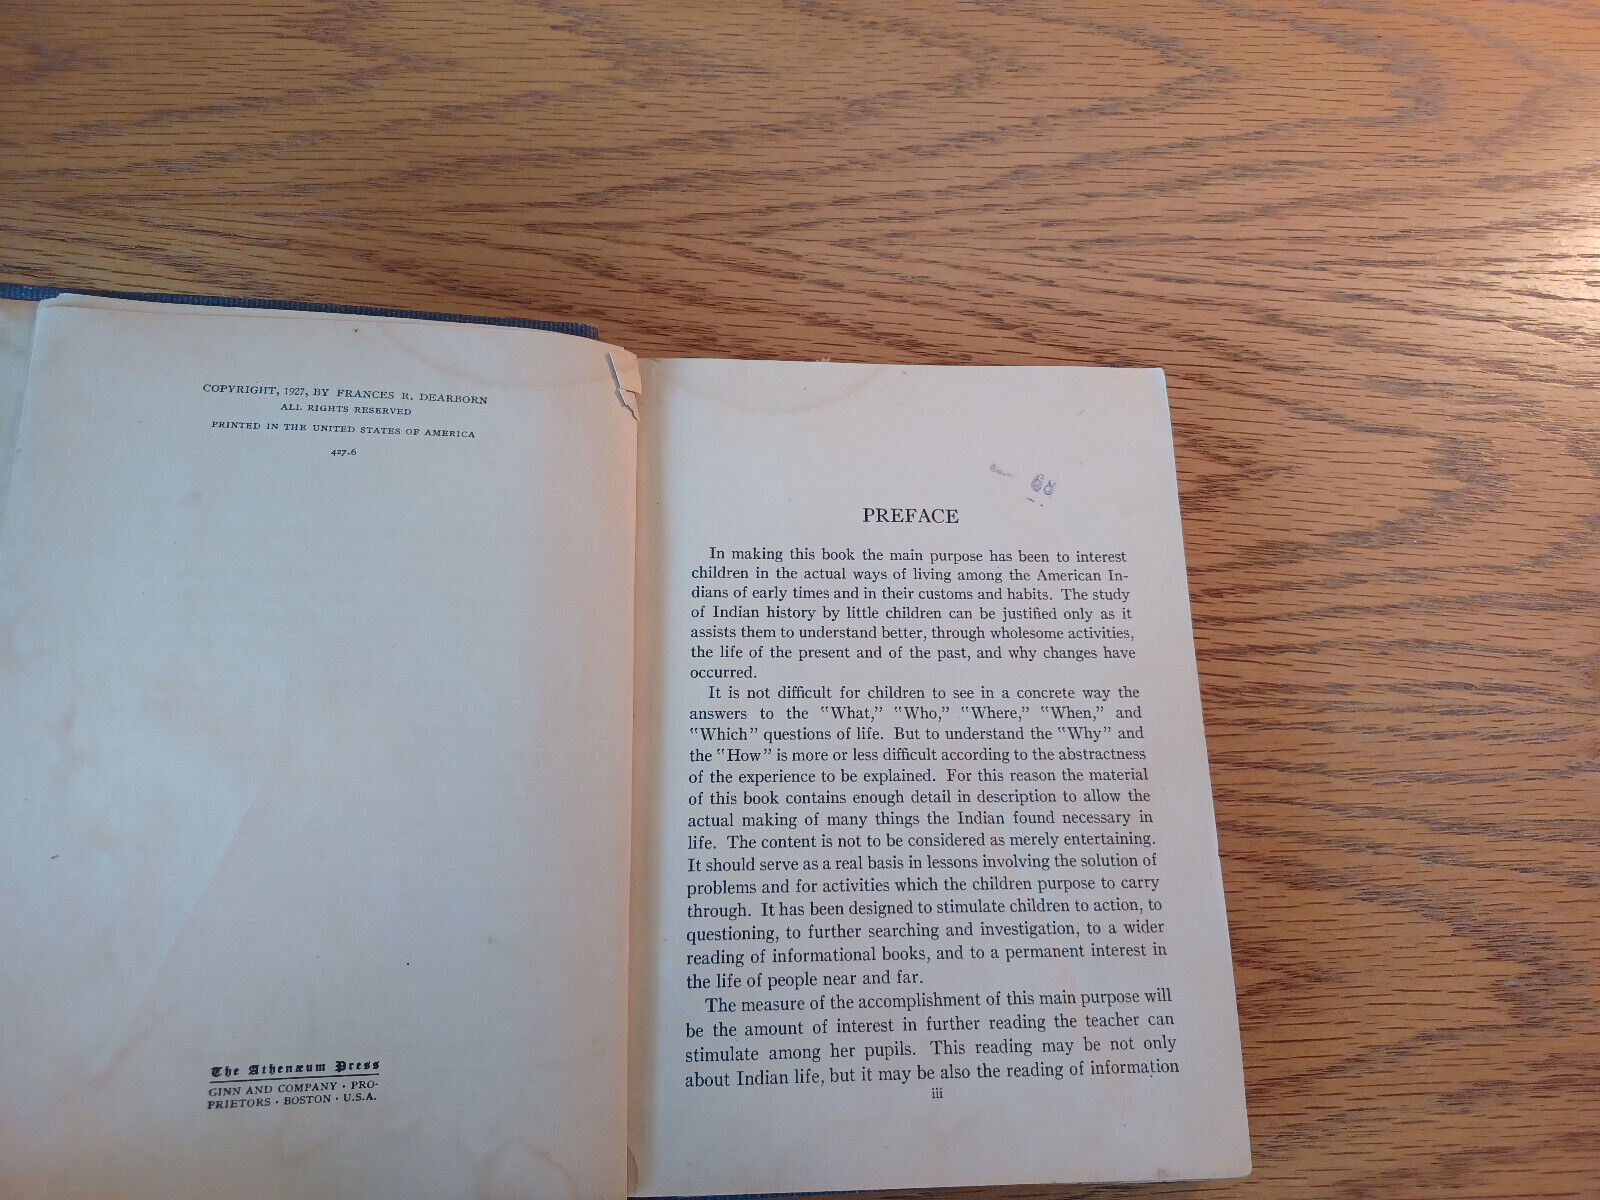 COPYRIGHT, 1927, BY FRANCES R. DEARBORN
ALL RIGHTS RESERVED
PRINTED IN THE UNITED STATES OF AMERICA
427.6
The Athenæum Press
GINN AND COMPANY · PRO-
PRIETORS · BOSTON · U.S.A.
68
PREFACE
In making this book the main purpose has been to interest
children in the actual ways of living among the American In-
dians of early times and in their customs and habits. The study
of Indian history by little children can be justified only as it
assists them to understand better, through wholesome activities,
the life of the present and of the past, and why changes have
occurred.
It is not difficult for children to see in a concrete way the
answers to the "What," "Who," "Where," "When," and
"Which" questions of life. But to understand the "Why" and
the "How" is more or less difficult according to the abstractness
of the experience to be explained. For this reason the material
of this book contains enough detail in description to allow the
actual making of many things the Indian found necessary in
life. The content is not to be considered as merely entertaining.
It should serve as a real basis in lessons involving the solution of
problems and for activities which the children purpose to carry
through. It has been designed to stimulate children to action, to
questioning, to further searching and investigation, to a wider
reading of informational books, and to a permanent interest in
the life of people near and far.
The measure of the accomplishment of this main purpose will
be the amount of interest in further reading the teacher can
stimulate among her pupils. This reading may be not only
about Indian life, but it may be also the reading of information
iii